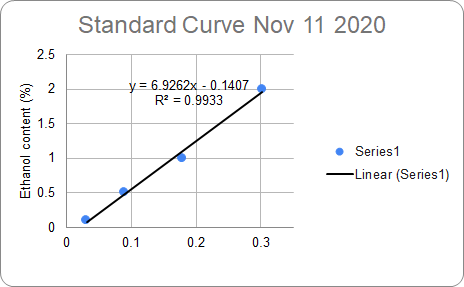 Standard Curve Nov 11 2020
2.5
2
1.5
1
0.5
0
Ethanol content (%)
y = 6.9262x - 0.1407
R² = 0.9933
0
0.1
0.2
0.3
Series1
Linear (Series1)